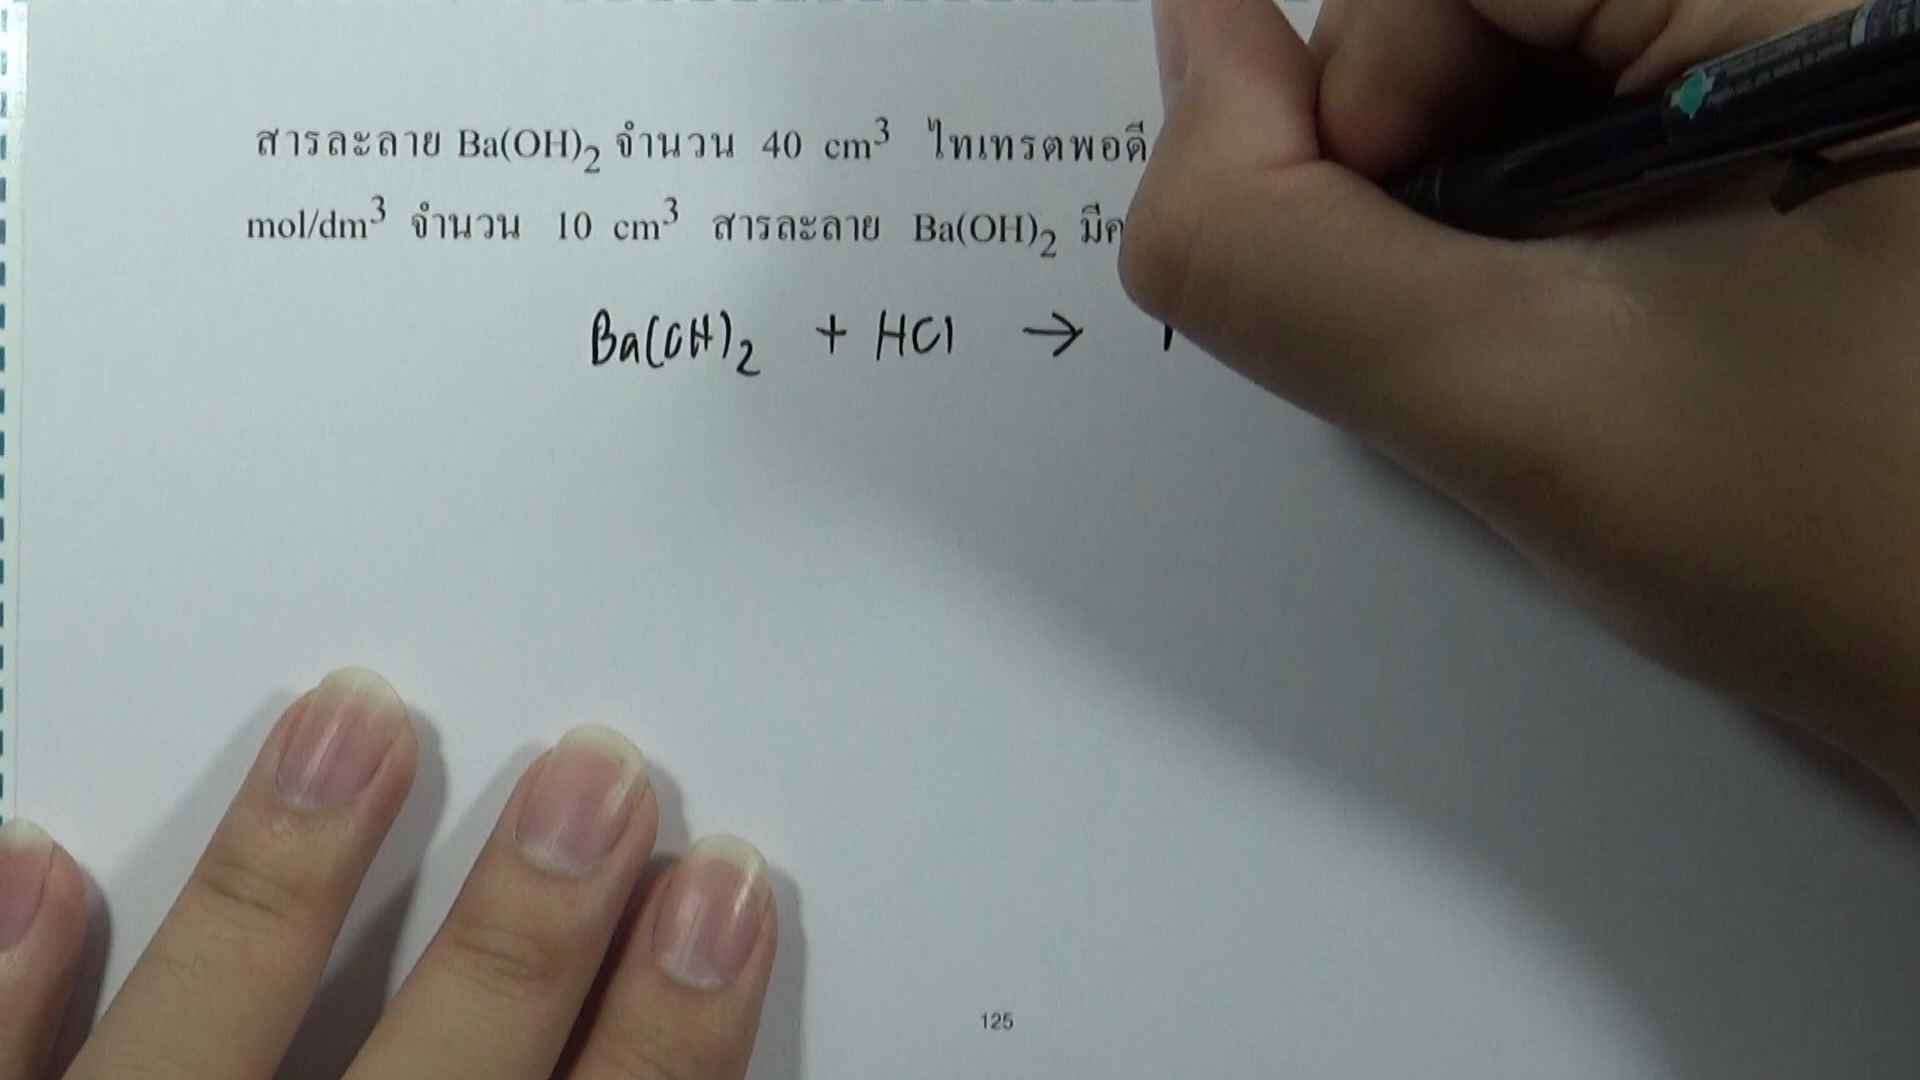 สารละลาย Ba(OH)2 จำนวน 40 cm³ ไทเทรตพอดี
mol/dm³ จำนวน 10 cm³ สารละลาย Ba(OH)2
Ba(OH)2 + HCl →
125